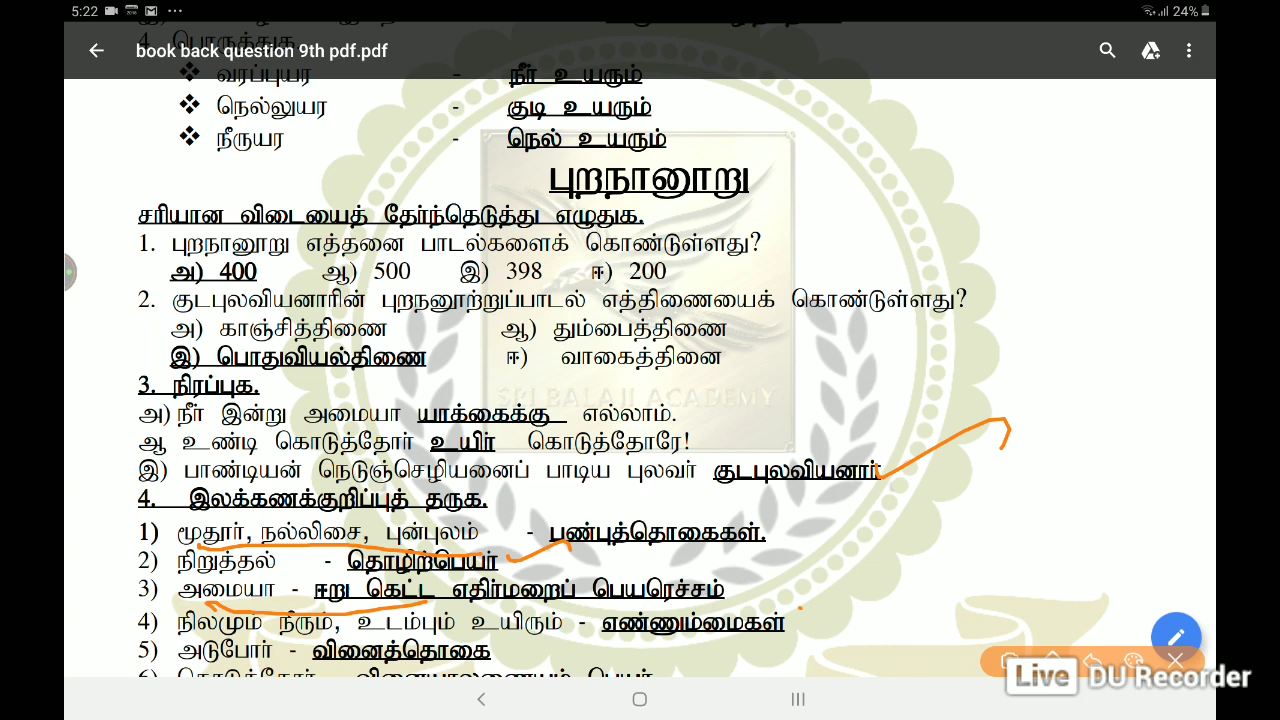 5:22 24%
book back question 9th pdf.pdf
4. பொருத்துக
❖ வரப்புயர - நீர் உயரும்
❖ நெல்லுயர - குடி உயரும்
❖ நீருயர - நெல் உயரும்
புறநானூறு
சரியான விடையைத் தேர்ந்தெடுத்து எழுதுக.
1. புறநானூறு எத்தனை பாடல்களைக் கொண்டுள்ளது?
அ) 400 ஆ) 500 இ) 398 ஈ) 200
2. குடபுலவியனாரின் புறநனூற்றுப்பாடல் எத்திணையைக் கொண்டுள்ளது?
அ) காஞ்சித்திணை ஆ) தும்பைத்திணை
இ) பொதுவியல்திணை ஈ) வாகைத்தினை
SRI BALAJI ACADEMY
3. நிரப்புக.
அ) நீர் இன்று அமையா யாக்கைக்கு எல்லாம்.
ஆ உண்டி கொடுத்தோர் உயிர் கொடுத்தோரே!
இ) பாண்டியன் நெடுஞ்செழியனைப் பாடிய புலவர் குடபுலவியனார்
4. இலக்கணக்குறிப்புத் தருக.
1) மூதூர், நல்லிசை, புன்புலம் - பண்புத்தொகைகள்.
2) நிறுத்தல் - தொழிற்பெயர்
3) அமையா - ஈறு கெட்ட எதிர்மறைப் பெயரெச்சம்
4) நிலமும் நிரும், உடம்பும் உயிரும் - எண்ணும்மைகள்
5) அடுபோர் - வினைத்தொகை
Live DU Recorder